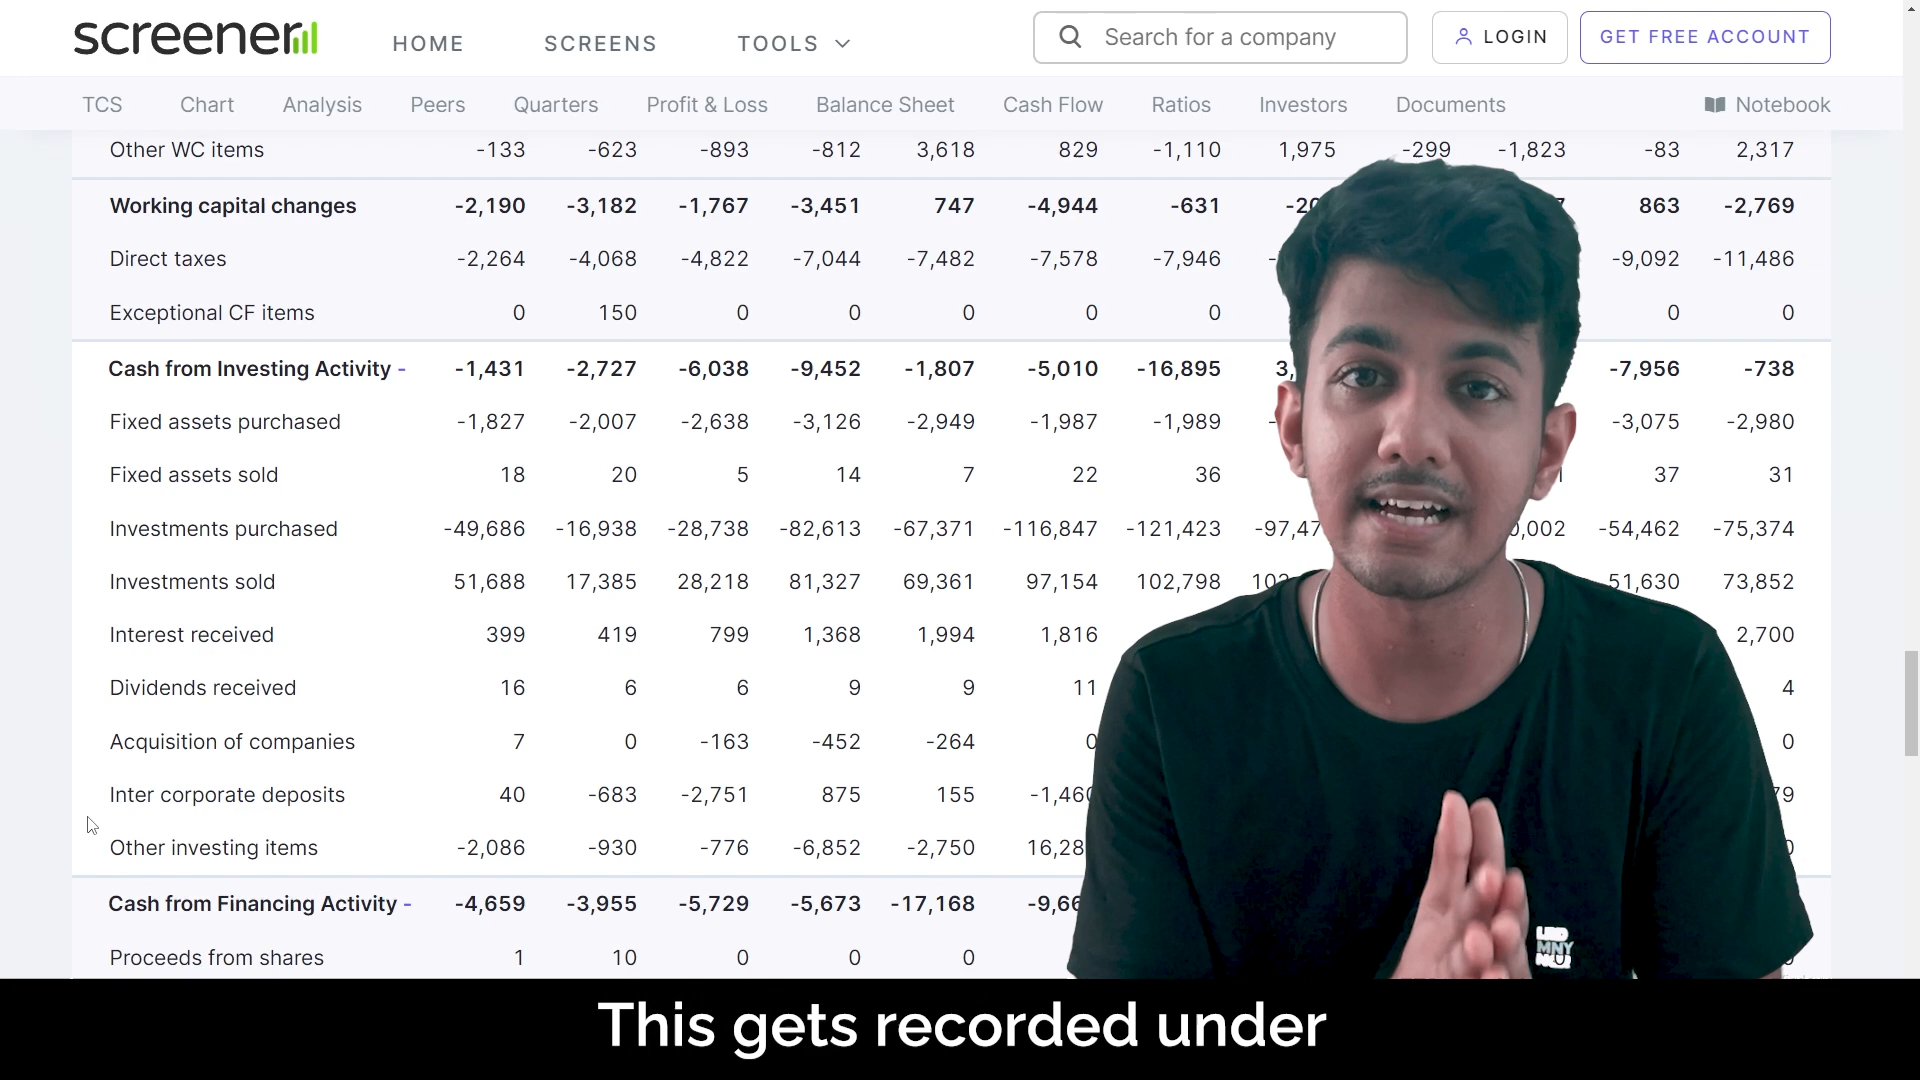 screener HOME SCREENS TOOLS Search for a company LOGIN GET FREE ACCOUNT
TCS Chart Analysis Peers Quarters Profit & Loss Balance Sheet Cash Flow Ratios Investors Documents Notebook
Other WC items -133 -623 -893 -812 3,618 829 -1,110 1,975 -299 -1,823 -83 2,317
Working capital changes -2,190 -3,182 -1,767 -3,451 747 -4,944 -631 863 -2,769
Direct taxes -2,264 -4,068 -4,822 -7,044 -7,482 -7,578 -7,946 -9,092 -11,486
Exceptional CF items 0 150 0 0 0 0 0 0 0
Cash from Investing Activity - -1,431 -2,727 -6,038 -9,452 -1,807 -5,010 -16,895 -7,956 -738
Fixed assets purchased -1,827 -2,007 -2,638 -3,126 -2,949 -1,987 -1,989 -3,075 -2,980
Fixed assets sold 18 20 5 14 7 22 36 37 31
Investments purchased -49,686 -16,938 -28,738 -82,613 -67,371 -116,847 -121,423 -54,462 -75,374
Investments sold 51,688 17,385 28,218 81,327 69,361 97,154 102,798 51,630 73,852
Interest received 399 419 799 1,368 1,994 1,816 2,700
Dividends received 16 6 6 9 9 11 4
Acquisition of companies 7 0 -163 -452 -264 0 0
Inter corporate deposits 40 -683 -2,751 875 155
Other investing items -2,086 -930 -776 -6,852 -2,750
Cash from Financing Activity - -4,659 -3,955 -5,729 -5,673 -17,168
Proceeds from shares 1 10 0 0 0
MNY
This gets recorded under